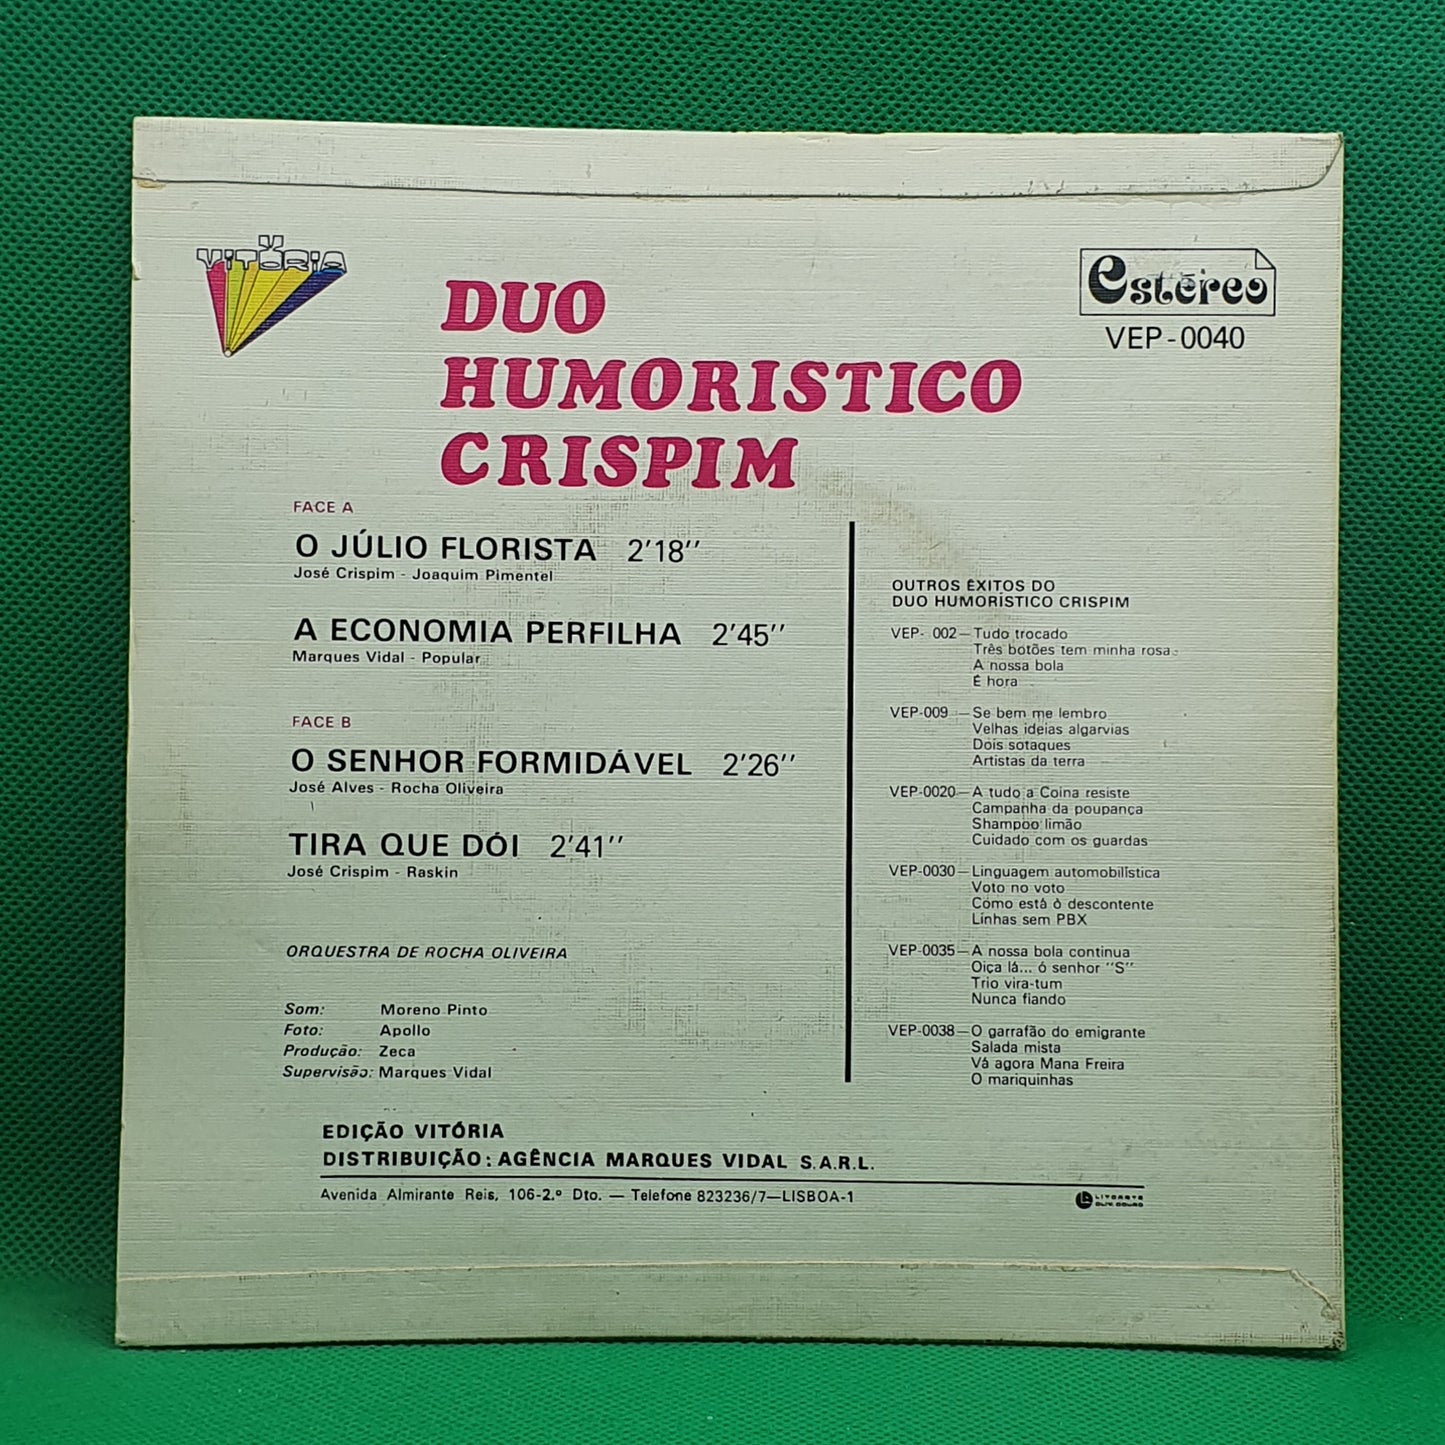 V
VITÓRIA
Estéreo
VEP-0040
DUO
HUMORISTICO
CRISPIM
FACE A
O JÚLIO FLORISTA 2'18''
José Crispim - Joaquim Pimentel
A ECONOMIA PERFILHA 2'45''
Marques Vidal - Popular
FACE B
O SENHOR FORMIDÁVEL 2'26''
José Alves - Rocha Oliveira
TIRA QUE DÓI 2'41''
José Crispim - Raskin
ORQUESTRA DE ROCHA OLIVEIRA
Som: Moreno Pinto
Foto: Apollo
Produção: Zeca
Supervisão: Marques Vidal
OUTROS ÊXITOS DO
DUO HUMORÍSTICO CRISPIM
VEP- 002—Tudo trocado
Três botões tem minha rosa
A nossa bola
É hora
VEP-009 —Se bem me lembro
Velhas ideias algarvias
Dois sotaques
Artistas da terra
VEP-0020—A tudo a Coina resiste
Campanha da poupança
Shampoo limão
Cuidado com os guardas
VEP-0030—Linguagem automobilística
Voto no voto
Como está ò descontente
Linhas sem PBX
VEP-0035—A nossa bola continua
Oiça lá... ó senhor "S"
Trio vira-tum
Nunca fiando
VEP-0038—O garrafão do emigrante
Salada mista
Vá agora Mana Freira
O mariquinhas
EDIÇÃO VITÓRIA
DISTRIBUIÇÃO: AGÊNCIA MARQUES VIDAL S.A.R.L.
Avenida Almirante Reis, 106-2.º Dto. — Telefone 823236/7—LISBOA-1